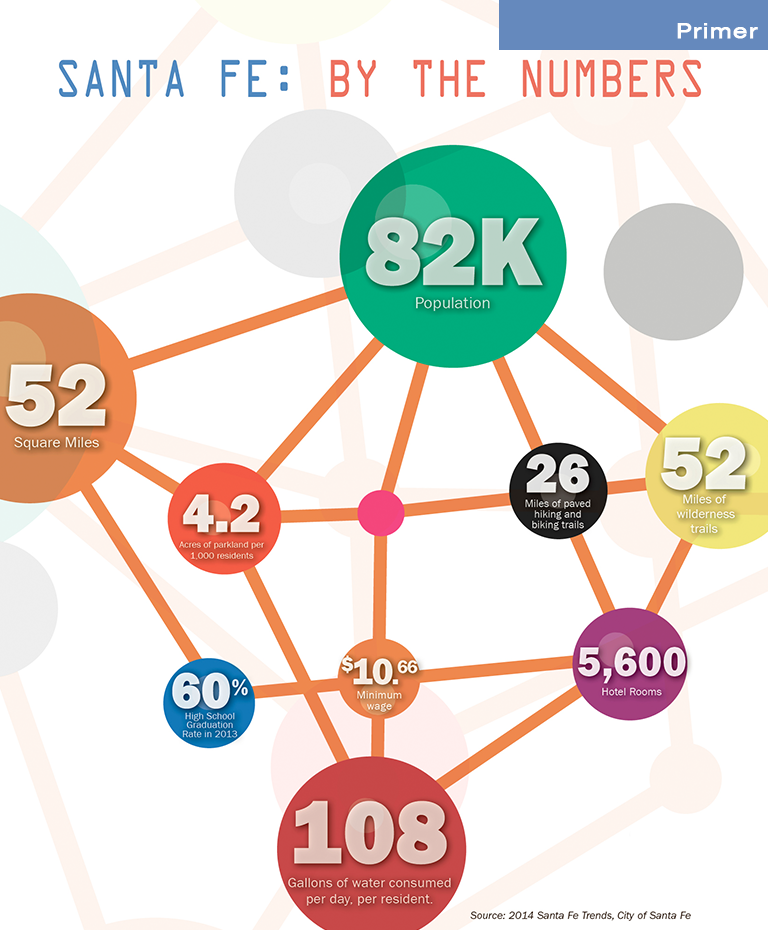 Primer
SANTA FE: BY THE NUMBERS
82K
Population
52
Square Miles
4.2
Acres of parkland per
1,000 residents
26
Miles of paved
hiking and
biking trails
52
Miles of
wilderness
trails
60%
High School
Graduation
Rate in 2013
$10.66
Minimum
wage
5,600
Hotel Rooms
108
Gallons of water consumed
per day, per resident.
Source: 2014 Santa Fe Trends, City of Santa Fe